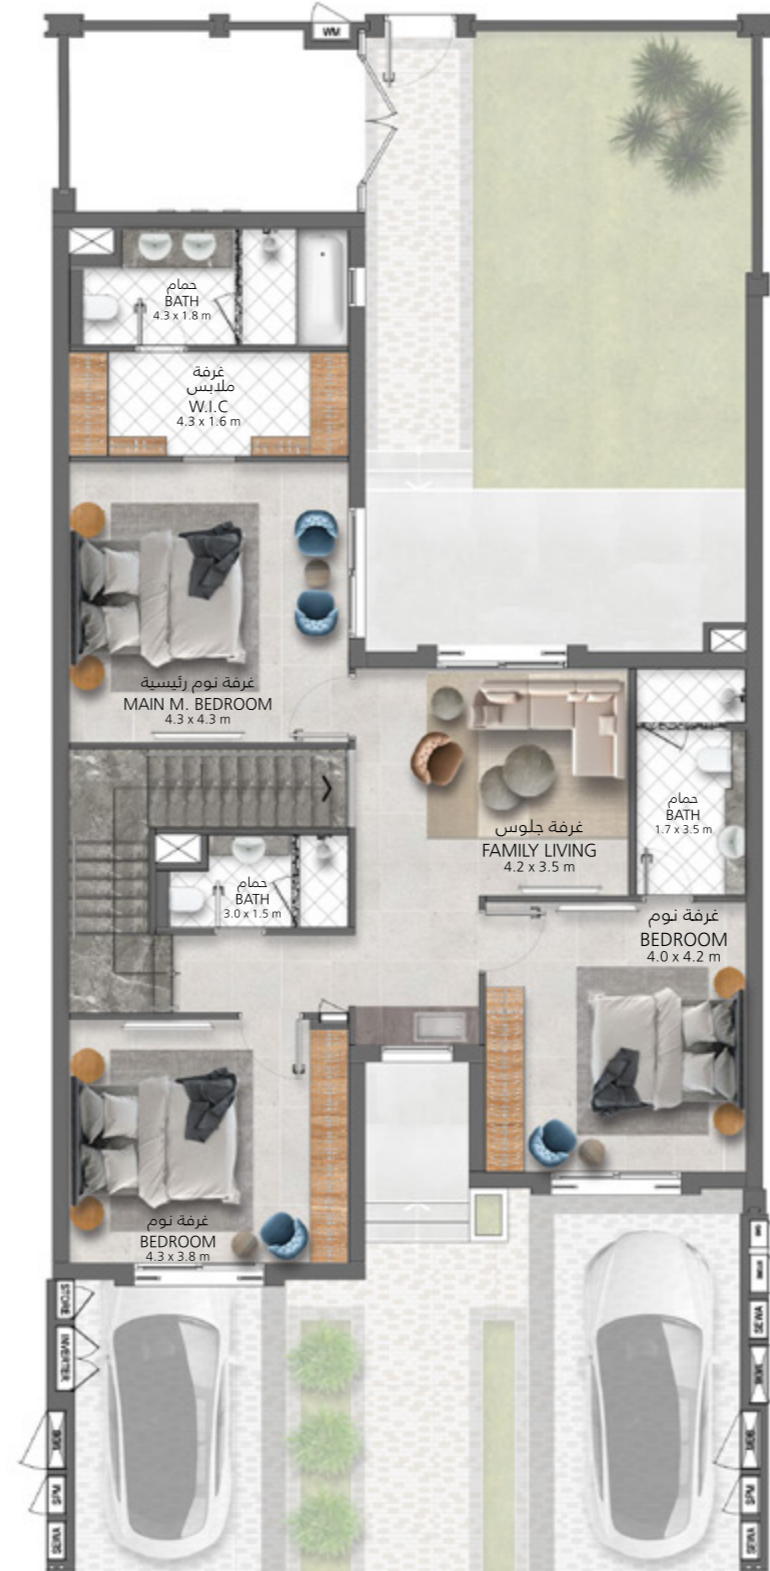 WM
حمام
BATH
4.3 x 1.8 m
غرفة
ملابس
W.I.C
4.3 x 1.6 m
غرفة نوم رئيسية
MAIN M. BEDROOM
4.3 x 4.3 m
غرفة جلوس
FAMILY LIVING
4.2 x 3.5 m
حمام
BATH
1.7 x 3.5 m
حمام
BATH
3.0 x 1.5 m
غرفة نوم
BEDROOM
4.0 x 4.2 m
غرفة نوم
BEDROOM
4.3 x 3.8 m
STORE
INVERTER
SPM
SEWA
SEWA
SPM
SEWA